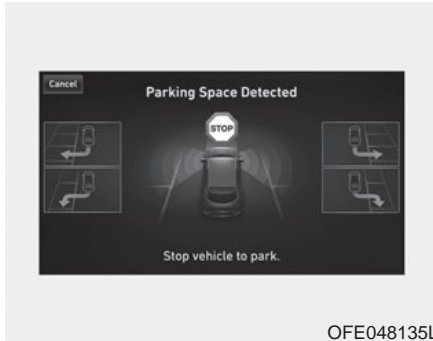 Cancel
Parking Space Detected
STOP
Stop vehicle to park.
OFE048135L